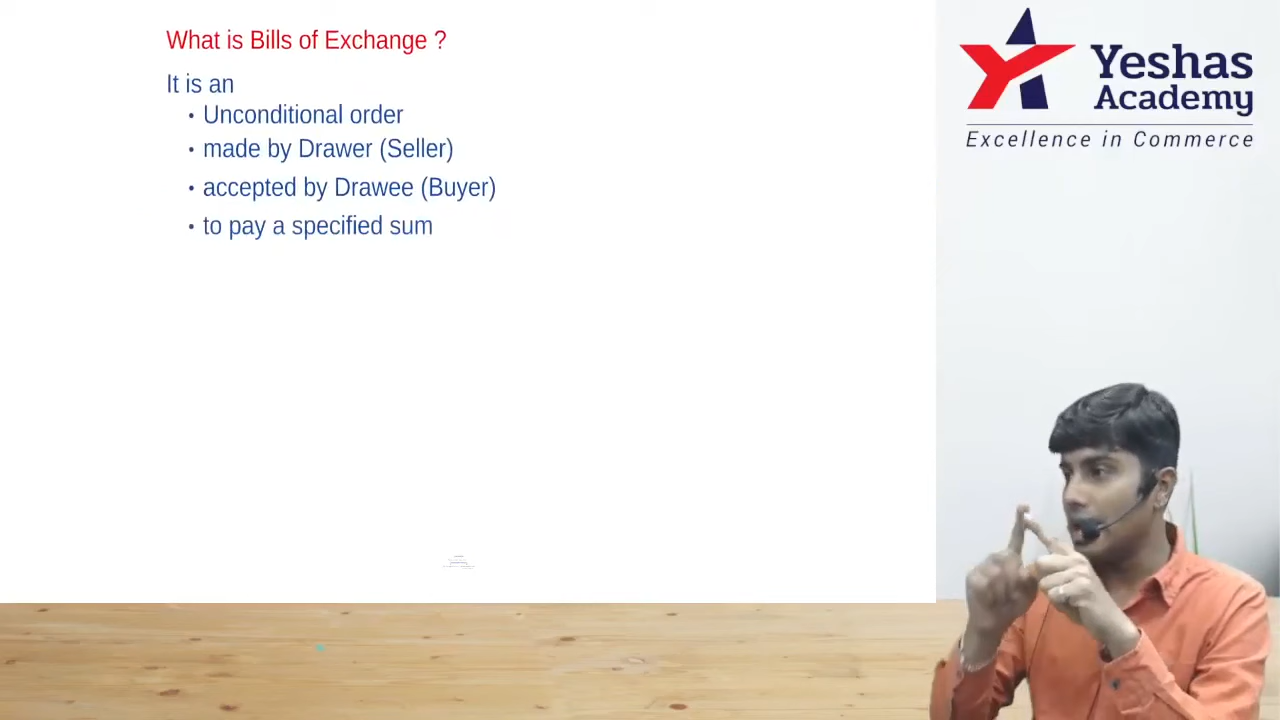 What is Bills of Exchange ?
It is an
• Unconditional order
• made by Drawer (Seller)
• accepted by Drawee (Buyer)
• to pay a specified sum
Yeshas
Academy
Excellence in Commerce